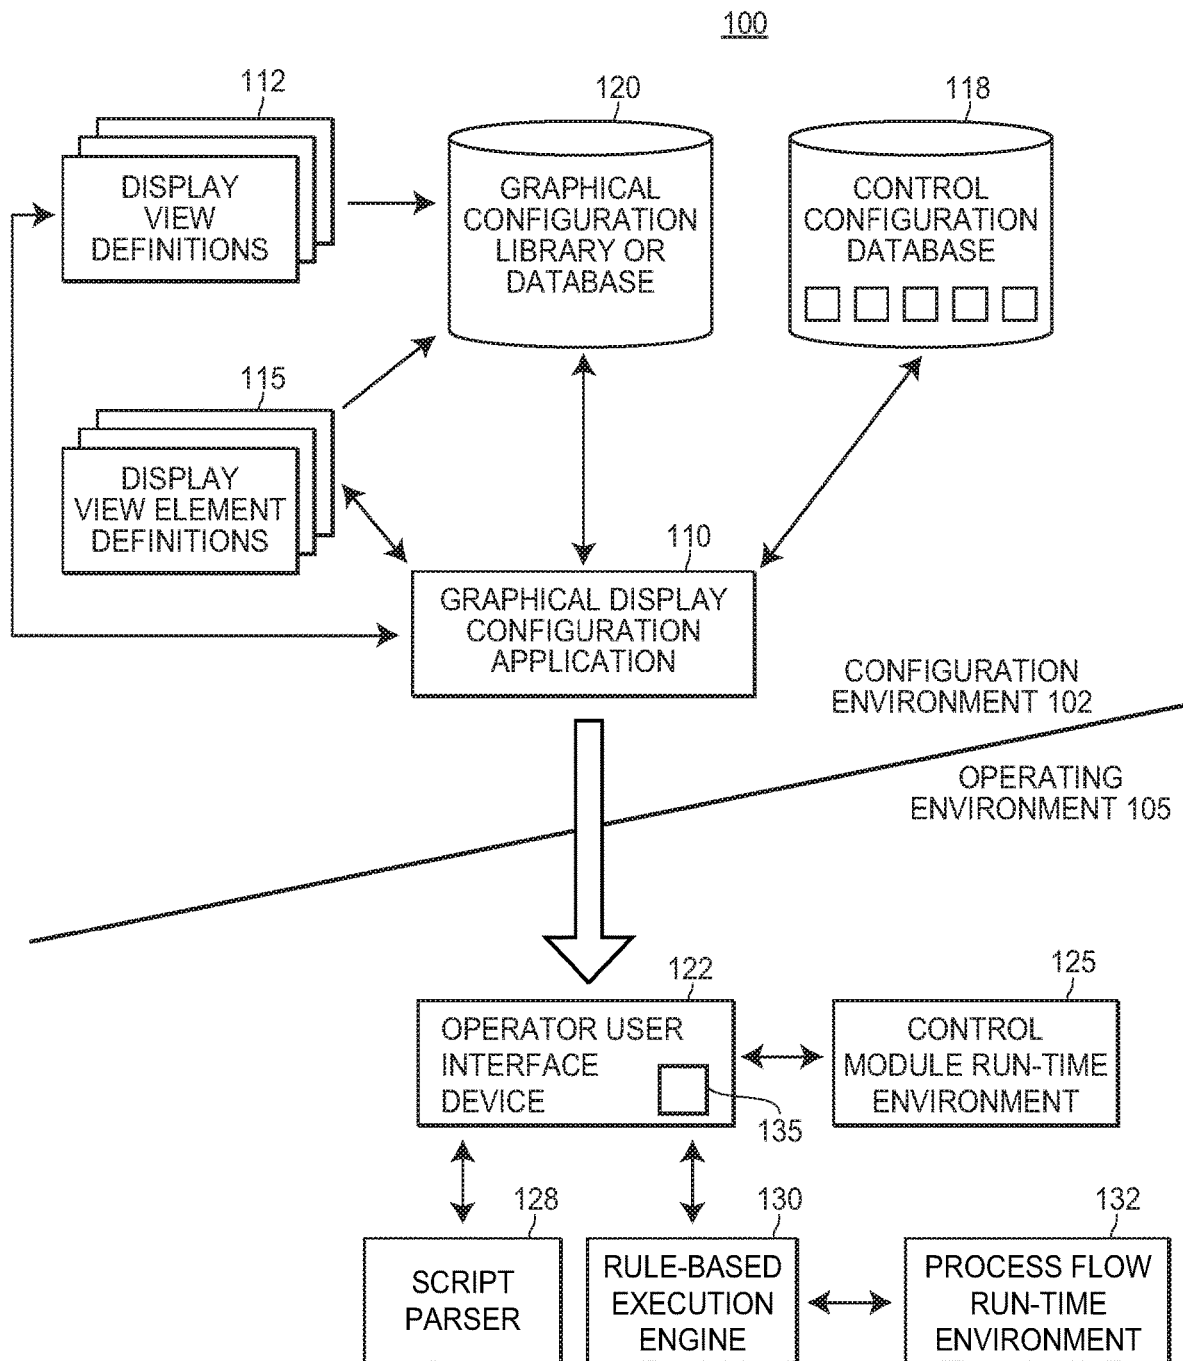 100
112
DISPLAY
VIEW
DEFINITIONS
120
GRAPHICAL
CONFIGURATION
LIBRARY OR
DATABASE
118
CONTROL
CONFIGURATION
DATABASE
115
DISPLAY
VIEW ELEMENT
DEFINITIONS
110
GRAPHICAL DISPLAY
CONFIGURATION
APPLICATION
CONFIGURATION
ENVIRONMENT 102
OPERATING
ENVIRONMENT 105
122
OPERATOR USER
INTERFACE
DEVICE
135
125
CONTROL
MODULE RUN-TIME
ENVIRONMENT
128
SCRIPT
PARSER
130
RULE-BASED
EXECUTION
ENGINE
132
PROCESS FLOW
RUN-TIME
ENVIRONMENT